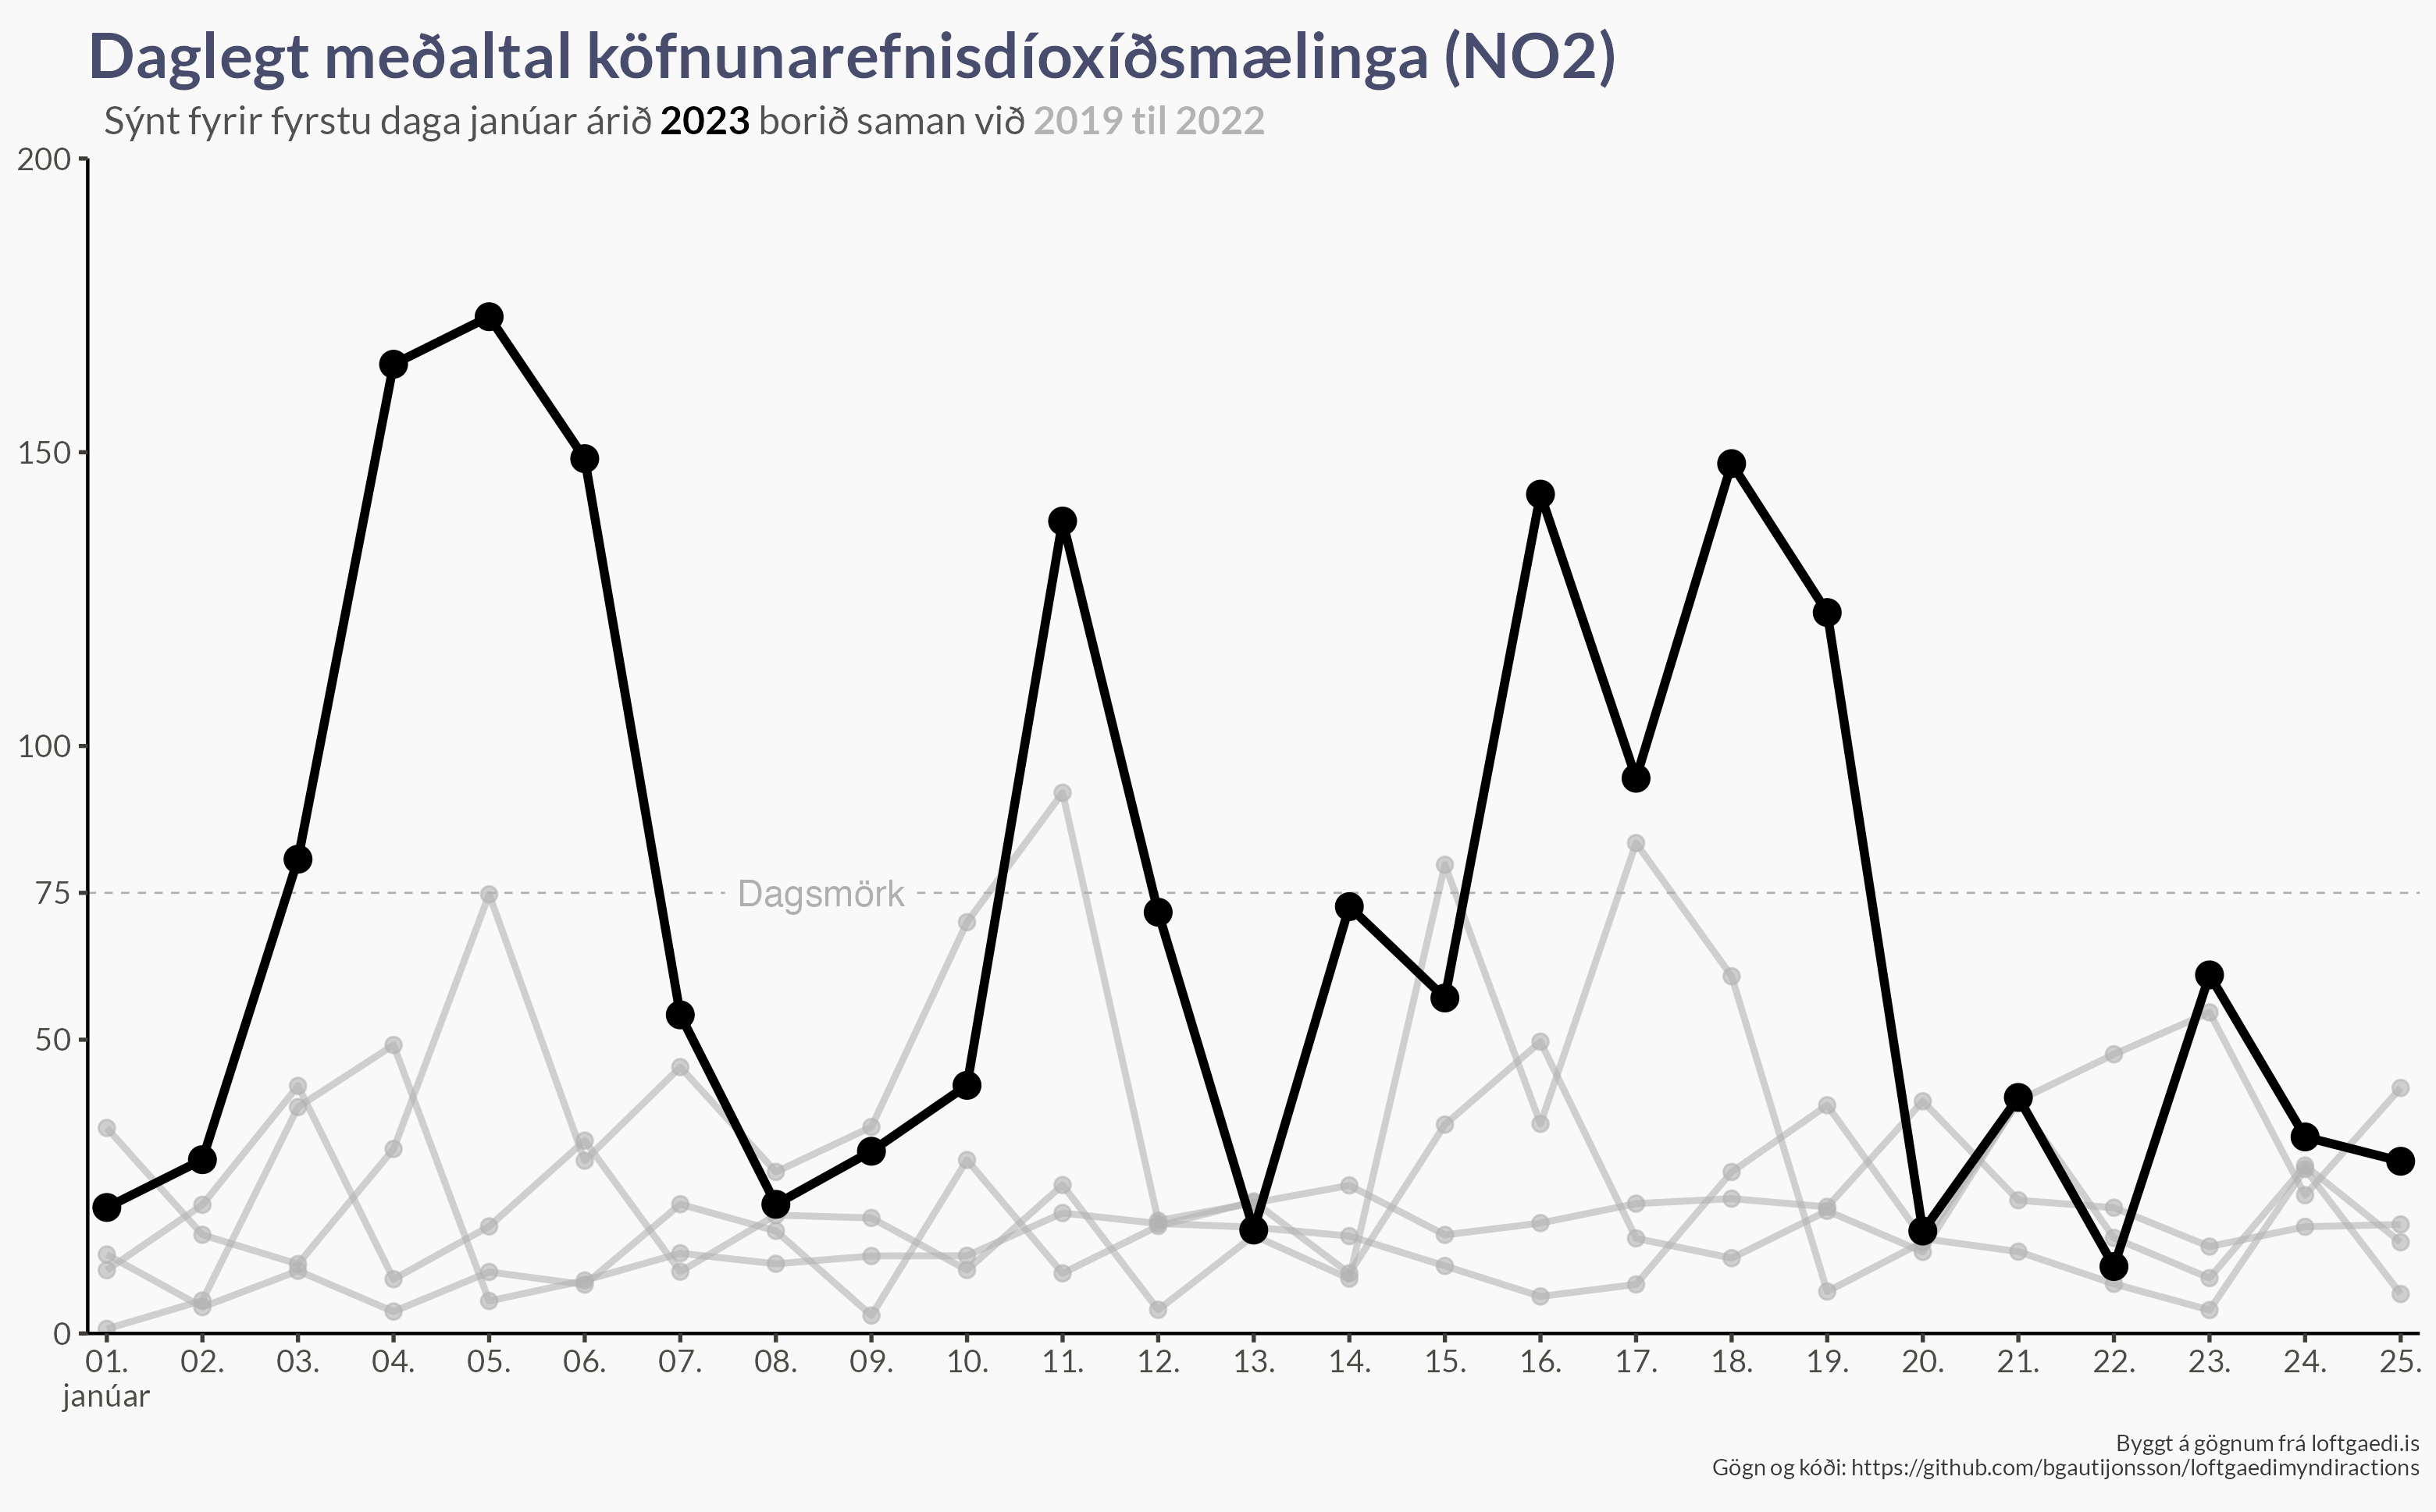 Daglegt meðaltal köfnunarefnisdíoxíðsmælinga (NO2)
Sýnt fyrir fyrstu daga janúar árið 2023 borið saman við 2019 til 2022
200
150
100
75
Dagsmörk
50
0
01. 02. 03. 04. 05. 06. 07. 08. 09. 10. 11. 12. 13. 14. 15. 16. 17. 18. 19. 20. 21. 22. 23. 24. 25.
janúar
Byggt á gögnum frá loftgaedi.is
Gögn og kóði: https://github.com/bgautijonsson/loftgaedimyndiractions